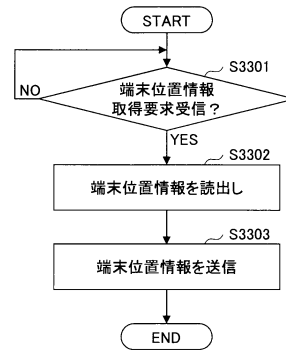 START
S3301
端末位置情報
取得要求受信？
NO
YES
S3302
端末位置情報を読出し
S3303
端末位置情報を送信
END